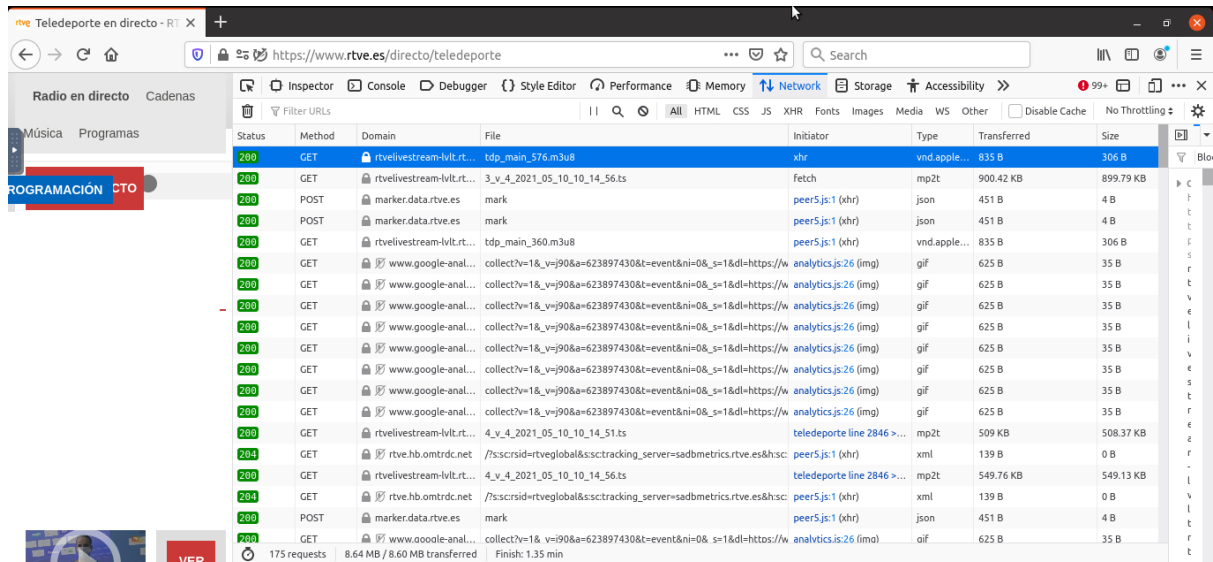 rtve Teledeporte en directo - RT
https://www.rtve.es/directo/teledeporte
Search
Radio en directo Cadenas
Música Programas
ROGRAMACIÓN CTO
VER
Inspector Console Debugger Style Editor Performance Memory Network Storage Accessibility 99+
Filter URLs All HTML CSS JS XHR Fonts Images Media WS Other Disable Cache No Throttling
Status Method Domain File Initiator Type Transferred Size
Blo
200 GET rtvelivestream-lvlt.rt... tdp_main_576.m3u8 xhr vnd.apple... 835 B 306 B
200 GET rtvelivestream-lvlt.rt... 3_v_4_2021_05_10_10_14_56.ts fetch mp2t 900.42 KB 899.79 KB
200 POST marker.data.rtve.es mark peer5.js:1 (xhr) json 451 B 4 B
200 POST marker.data.rtve.es mark peer5.js:1 (xhr) json 451 B 4 B
200 GET rtvelivestream-lvlt.rt... tdp_main_360.m3u8 peer5.js:1 (xhr) vnd.apple... 835 B 306 B
200 GET www.google-anal... collect?v=1&_v=j90&a=623897430&t=event&ni=0&_s=1&dl=https://w analytics.js:26 (img) gif 625 B 35 B
200 GET www.google-anal... collect?v=1&_v=j90&a=623897430&t=event&ni=0&_s=1&dl=https://w analytics.js:26 (img) gif 625 B 35 B
200 GET www.google-anal... collect?v=1&_v=j90&a=623897430&t=event&ni=0&_s=1&dl=https://w analytics.js:26 (img) gif 625 B 35 B
200 GET www.google-anal... collect?v=1&_v=j90&a=623897430&t=event&ni=0&_s=1&dl=https://w analytics.js:26 (img) gif 625 B 35 B
200 GET www.google-anal... collect?v=1&_v=j90&a=623897430&t=event&ni=0&_s=1&dl=https://w analytics.js:26 (img) gif 625 B 35 B
200 GET www.google-anal... collect?v=1&_v=j90&a=623897430&t=event&ni=0&_s=1&dl=https://w analytics.js:26 (img) gif 625 B 35 B
200 GET www.google-anal... collect?v=1&_v=j90&a=623897430&t=event&ni=0&_s=1&dl=https://w analytics.js:26 (img) gif 625 B 35 B
200 GET rtvelivestream-lvlt.rt... 4_v_4_2021_05_10_10_14_51.ts teledeporte line 2846 >... mp2t 509 KB 508.37 KB
204 GET rtve.hb.omtrdc.net /?s:sc:rsid=rtveglobal&s:sc:tracking_server=sadbmetrics.rtve.es&h:sc: peer5.js:1 (xhr) xml 139 B 0 B
200 GET rtvelivestream-lvlt.rt... 4_v_4_2021_05_10_10_14_56.ts teledeporte line 2846 >... mp2t 549.76 KB 549.13 KB
204 GET rtve.hb.omtrdc.net /?s:sc:rsid=rtveglobal&s:sc:tracking_server=sadbmetrics.rtve.es&h:sc: peer5.js:1 (xhr) xml 139 B 0 B
200 POST marker.data.rtve.es mark peer5.js:1 (xhr) json 451 B 4 B
200 GET www.google-anal... collect?v=1&_v=j90&a=623897430&t=event&ni=0&_s=1&dl=https://w analytics.js:26 (img) gif 625 B 35 B
175 requests 8.64 MB / 8.60 MB transferred Finish: 1.35 min